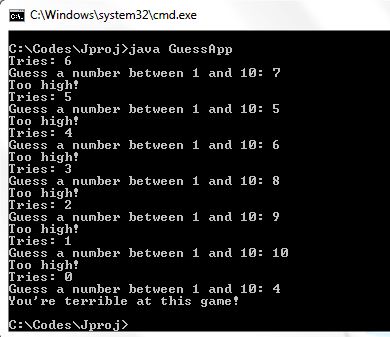 C:\Windows\system32\cmd.exe
C:\Codes\Jproj>java GuessApp
Tries: 6
Guess a number between 1 and 10: 7
Too high!
Tries: 5
Guess a number between 1 and 10: 5
Too high!
Tries: 4
Guess a number between 1 and 10: 6
Too high!
Tries: 3
Guess a number between 1 and 10: 8
Too high!
Tries: 2
Guess a number between 1 and 10: 9
Too high!
Tries: 1
Guess a number between 1 and 10: 10
Too high!
Tries: 0
Guess a number between 1 and 10: 4
You're terrible at this game!
C:\Codes\Jproj>